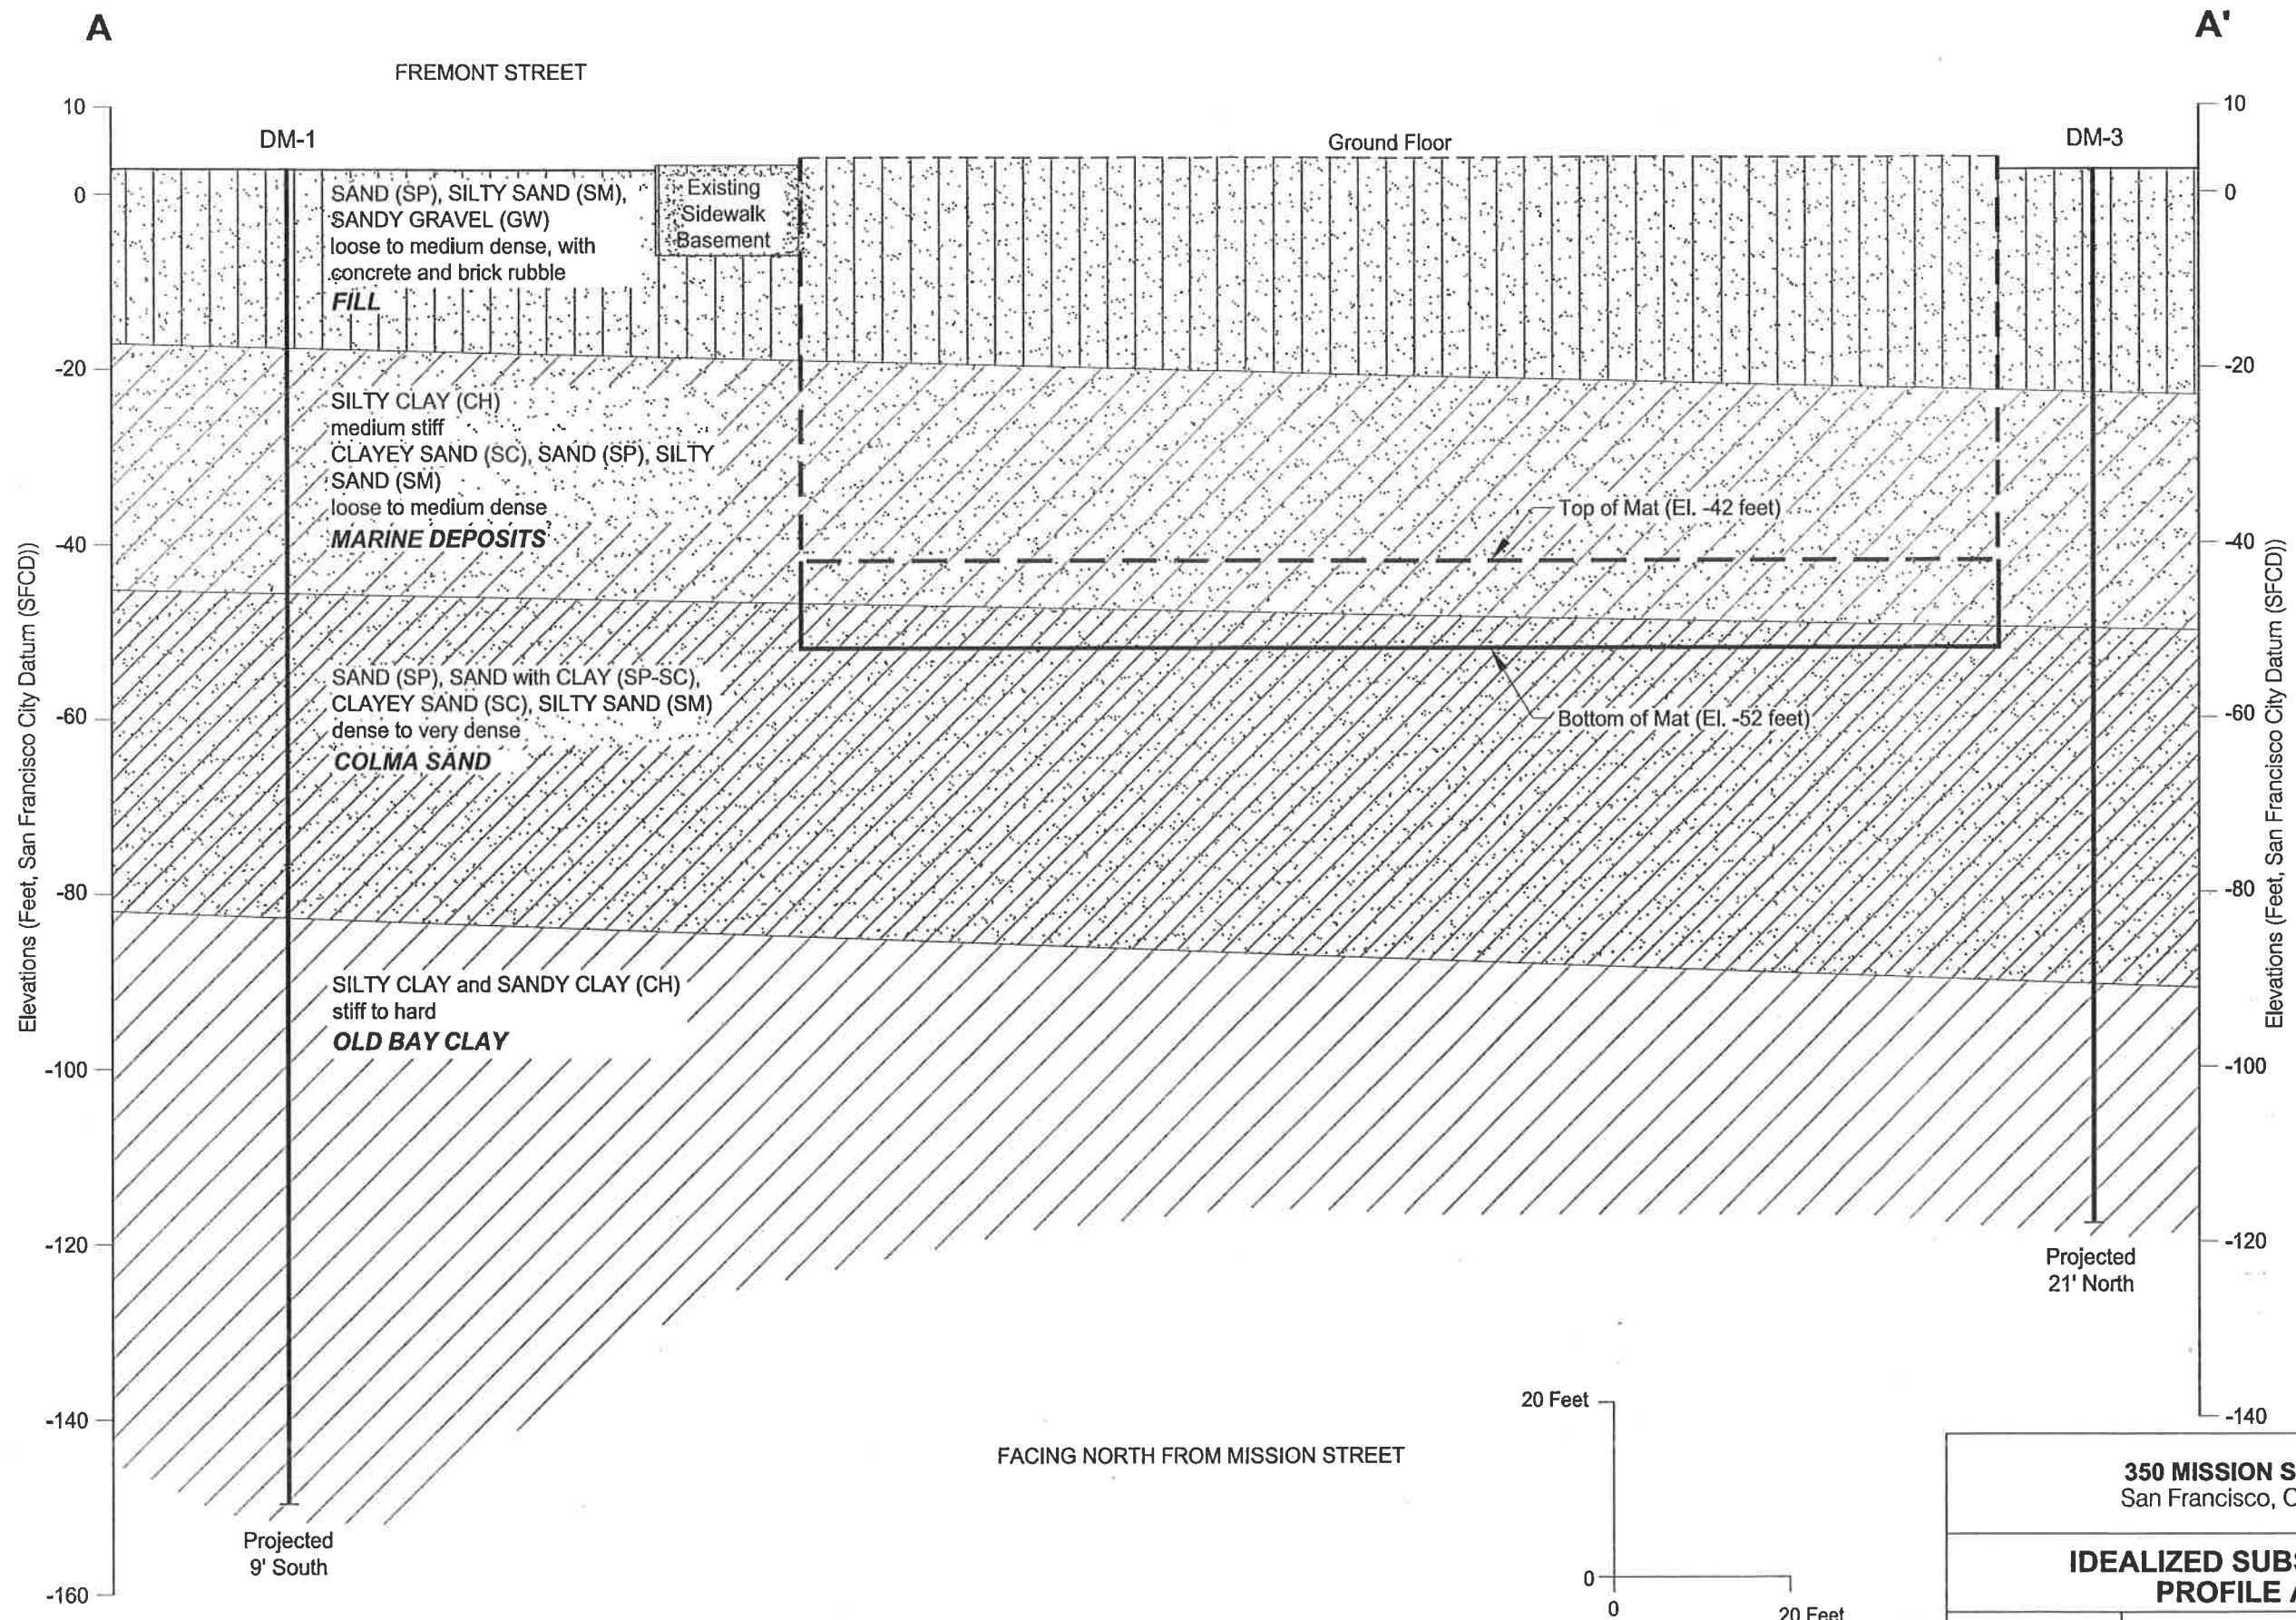 A
A'
FREMONT STREET
10
0
-20
-40
-60
-80
-100
-120
-140
-160
Elevations (Feet, San Francisco City Datum (SFCD))
DM-1
SAND (SP), SILTY SAND (SM),
SANDY GRAVEL (GW)
loose to medium dense, with
concrete and brick rubble
FILL
Existing
Sidewalk
Basement
Ground Floor
DM-3
SILTY CLAY (CH)
medium stiff
CLAYEY SAND (SC), SAND (SP), SILTY
SAND (SM)
loose to medium dense
MARINE DEPOSITS
Top of Mat (El. -42 feet)
SAND (SP), SAND with CLAY (SP-SC),
CLAYEY SAND (SC), SILTY SAND (SM)
dense to very dense
COLMA SAND
Bottom of Mat (El. -52 feet)
SILTY CLAY and SANDY CLAY (CH)
stiff to hard
OLD BAY CLAY
Projected
9' South
Projected
21' North
10
0
-20
-40
-60
-80
-100
-120
-140
Elevations (Feet, San Francisco City Datum (SFCD))
FACING NORTH FROM MISSION STREET
20 Feet
0
0
20 Feet
350 MISSION S
San Francisco, C
IDEALIZED SUBS
PROFILE A